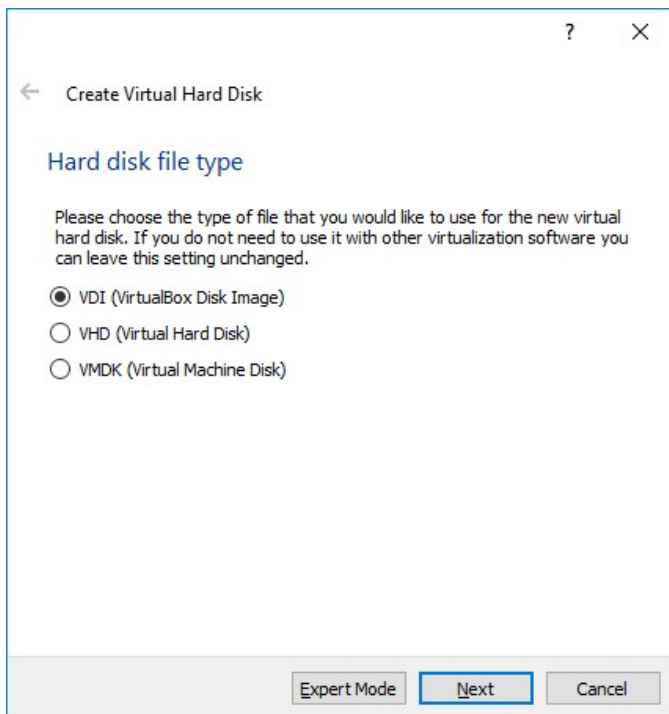 ?
Create Virtual Hard Disk
Hard disk file type
Please choose the type of file that you would like to use for the new virtual
hard disk. If you do not need to use it with other virtualization software you
can leave this setting unchanged.
VDI (VirtualBox Disk Image)
VHD (Virtual Hard Disk)
VMDK (Virtual Machine Disk)
Expert Mode Next Cancel